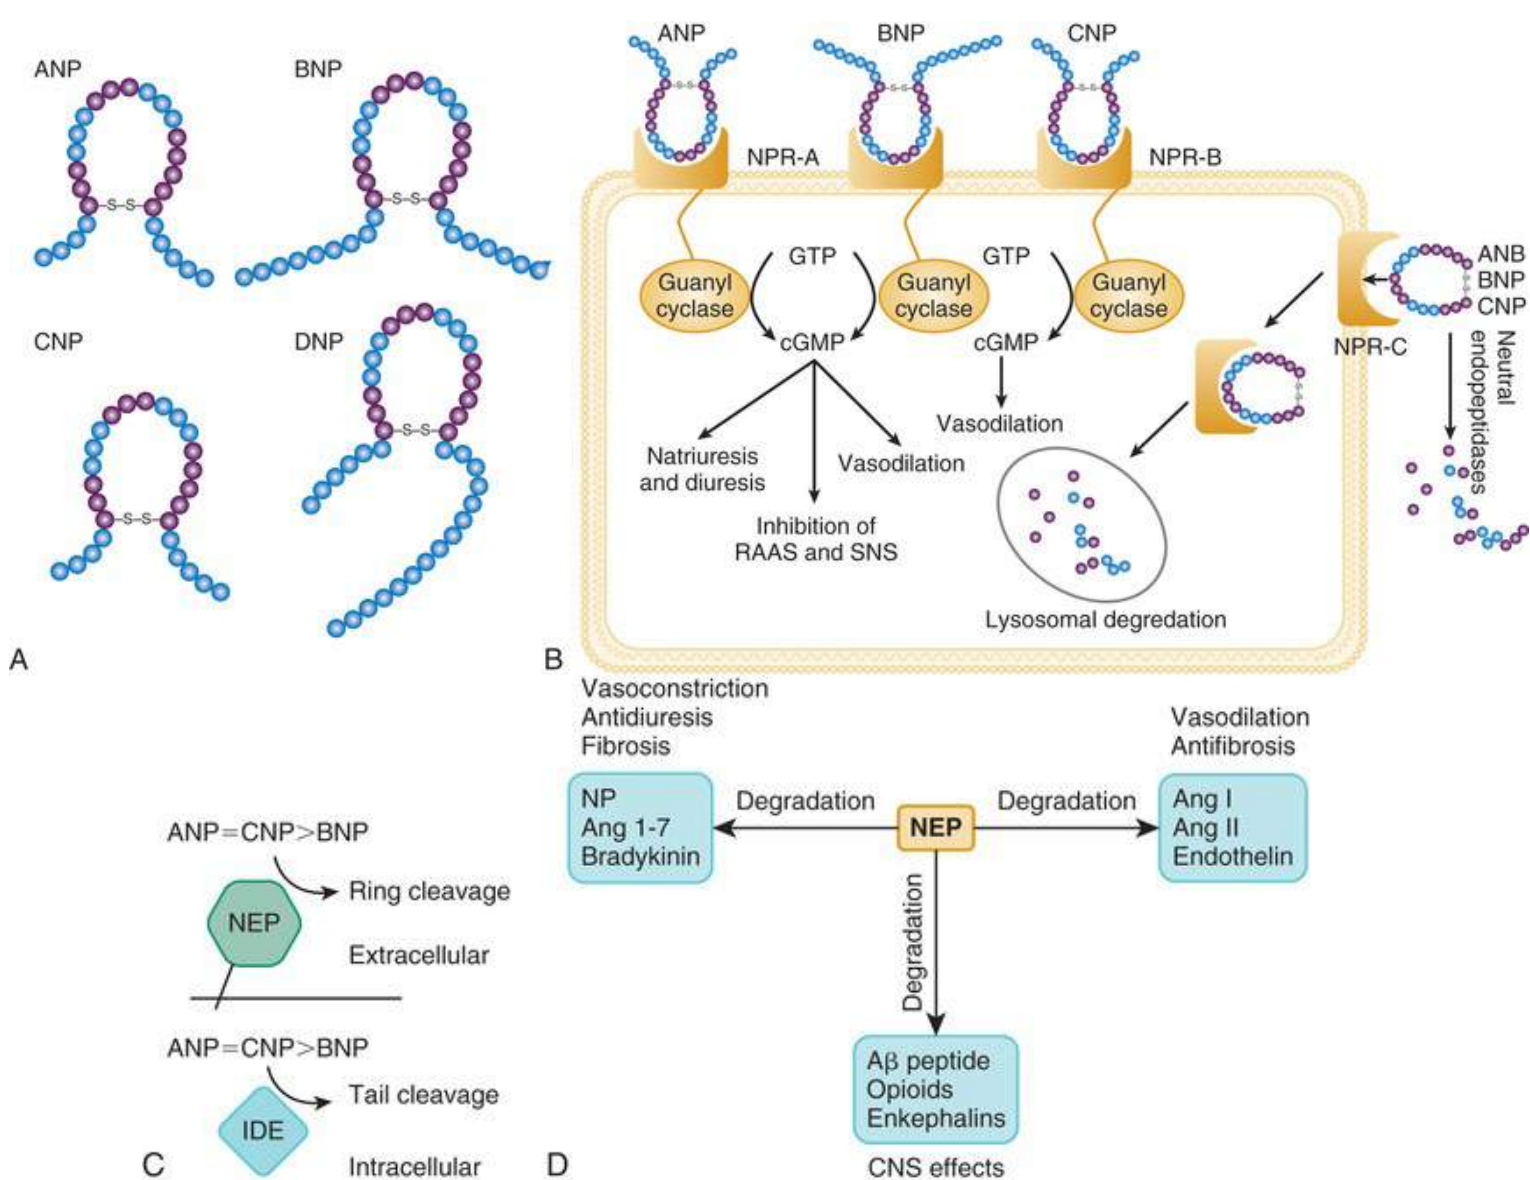 ANP
BNP
-S-S-
-S-S-
CNP
DNP
-S-S-
-S-S-
A
ANP
BNP
CNP
-S-S-
-S-S-
-S-S-
NPR-A
NPR-B
GTP
GTP
Guanyl
cyclase
Guanyl
cyclase
Guanyl
cyclase
cGMP
cGMP
Natriuresis
and diuresis
Vasodilation
Vasodilation
Inhibition of
RAAS and SNS
Lysosomal degredation
ANB
BNP
CNP
NPR-C
Neutral
endopeptidases
B
ANP=CNP>BNP
Ring cleavage
NEP
Extracellular
ANP=CNP>BNP
Tail cleavage
IDE
Intracellular
C
Vasoconstriction
Antidiuresis
Fibrosis
NP
Ang 1-7
Bradykinin
Degradation
NEP
Degradation
Vasodilation
Antifibrosis
Ang I
Ang II
Endothelin
Degradation
Aβ peptide
Opioids
Enkephalins
CNS effects
D